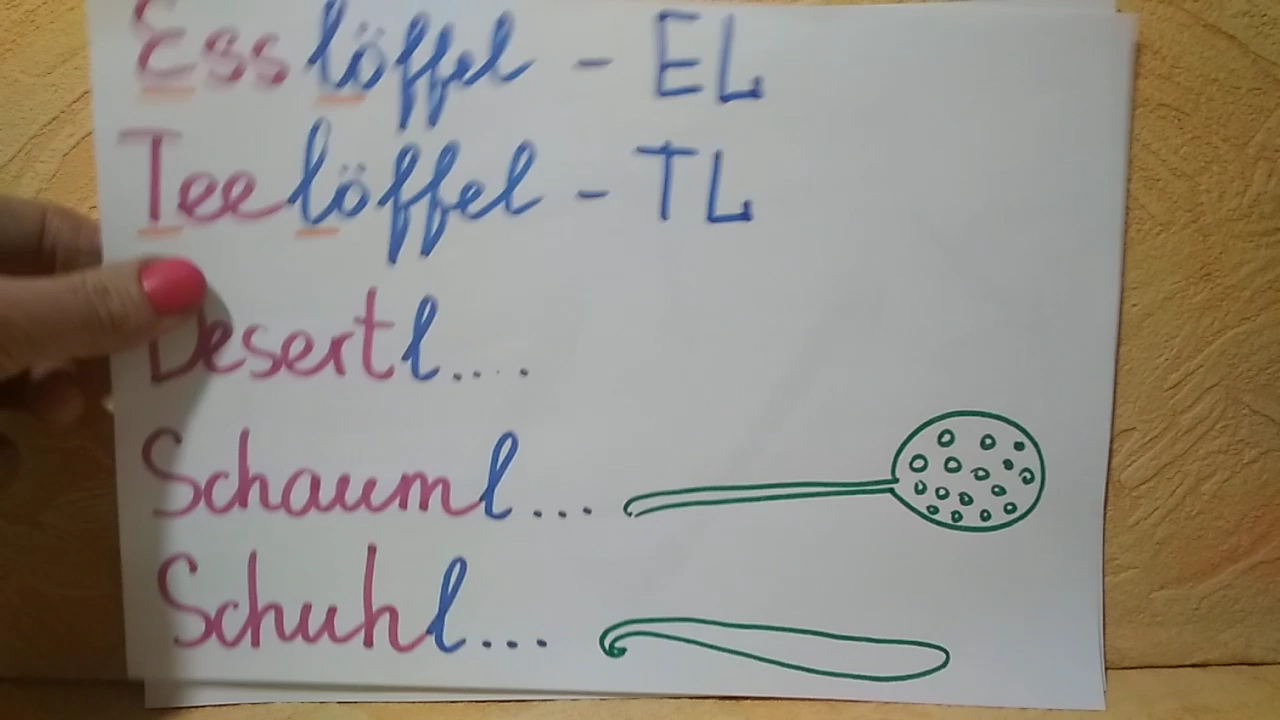 Esslöffel - EL
Teelöffel - TL
Desertl....
Schauml...
Schuhl...